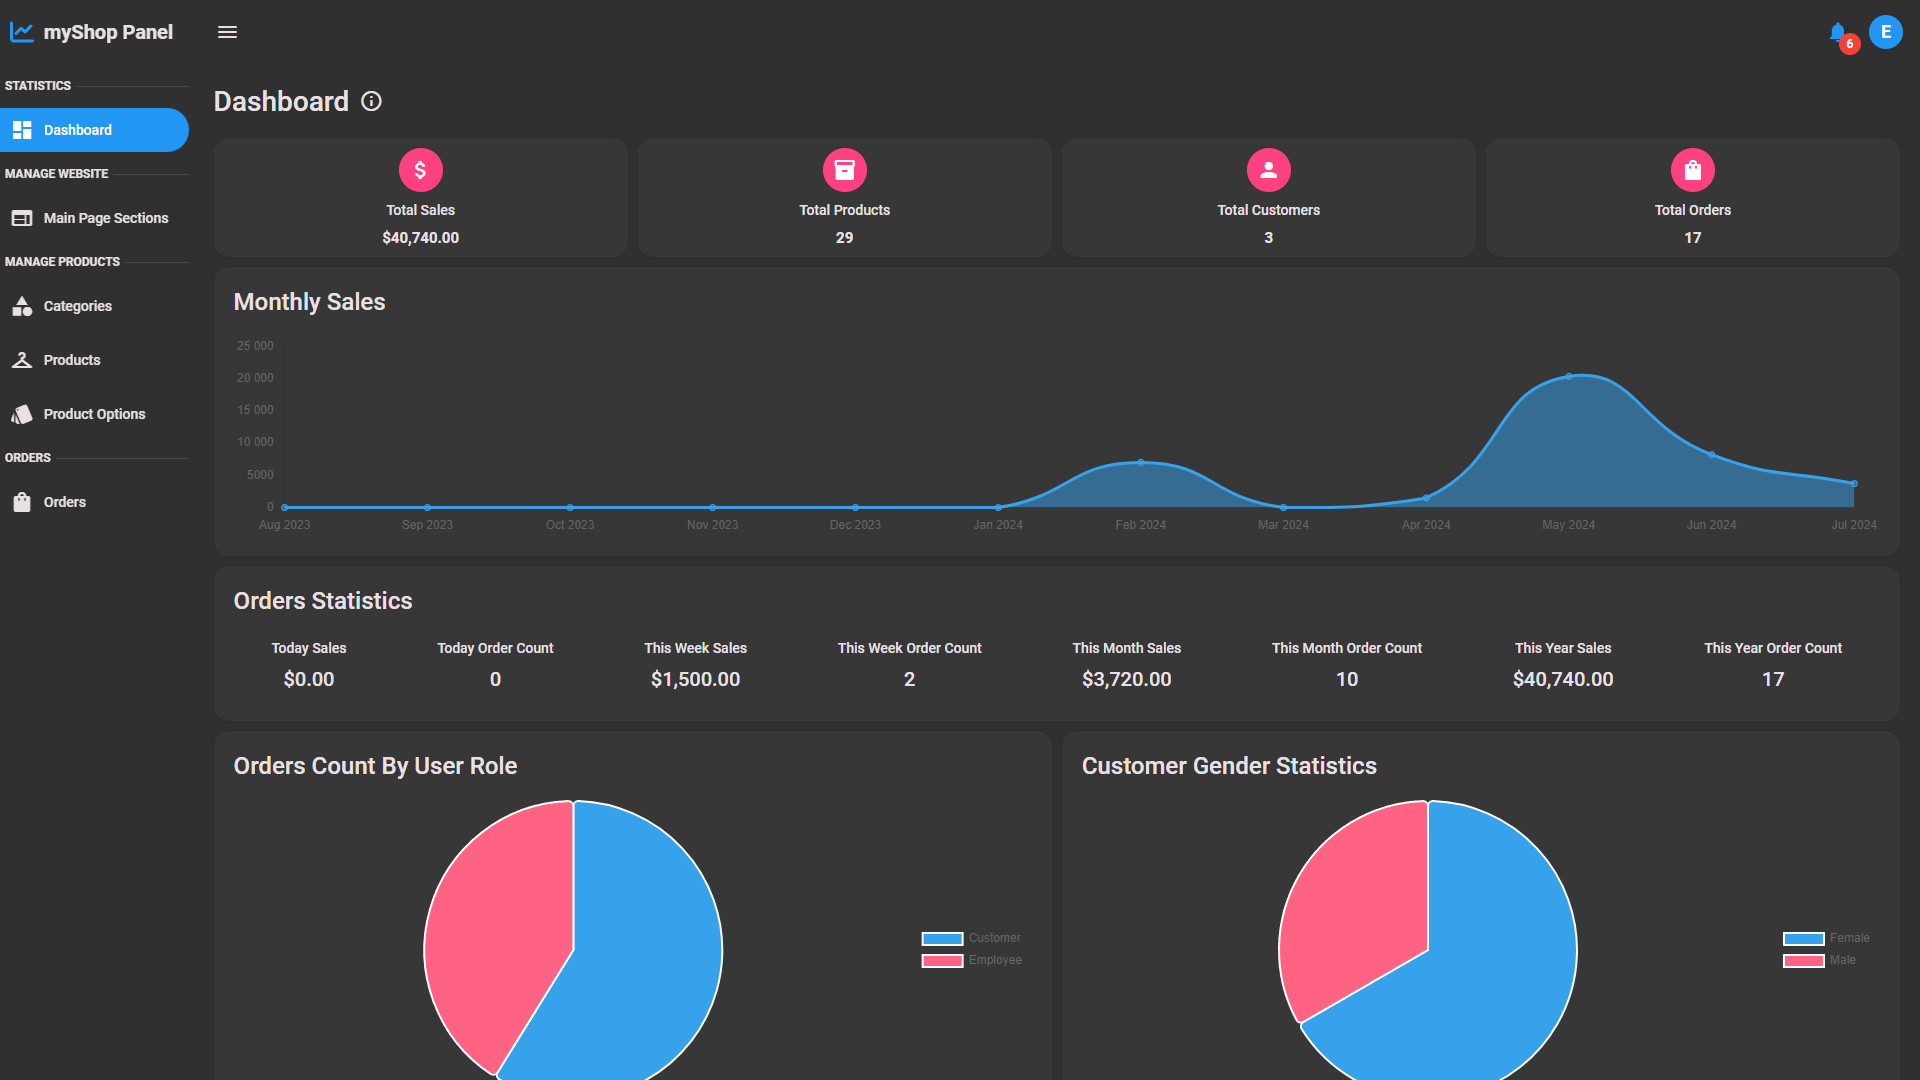 myShop Panel
6
E
STATISTICS
Dashboard
MANAGE WEBSITE
Main Page Sections
MANAGE PRODUCTS
Categories
Products
Product Options
ORDERS
Orders
Dashboard
Total Sales
$40,740.00
Total Products
29
Total Customers
3
Total Orders
17
Monthly Sales
25 000
20 000
15 000
10 000
5000
0
Aug 2023 Sep 2023 Oct 2023 Nov 2023 Dec 2023 Jan 2024 Feb 2024 Mar 2024 Apr 2024 May 2024 Jun 2024 Jul 2024
Orders Statistics
Today Sales
$0.00
Today Order Count
0
This Week Sales
$1,500.00
This Week Order Count
2
This Month Sales
$3,720.00
This Month Order Count
10
This Year Sales
$40,740.00
This Year Order Count
17
Orders Count By User Role
Customer
Employee
Customer Gender Statistics
Female
Male